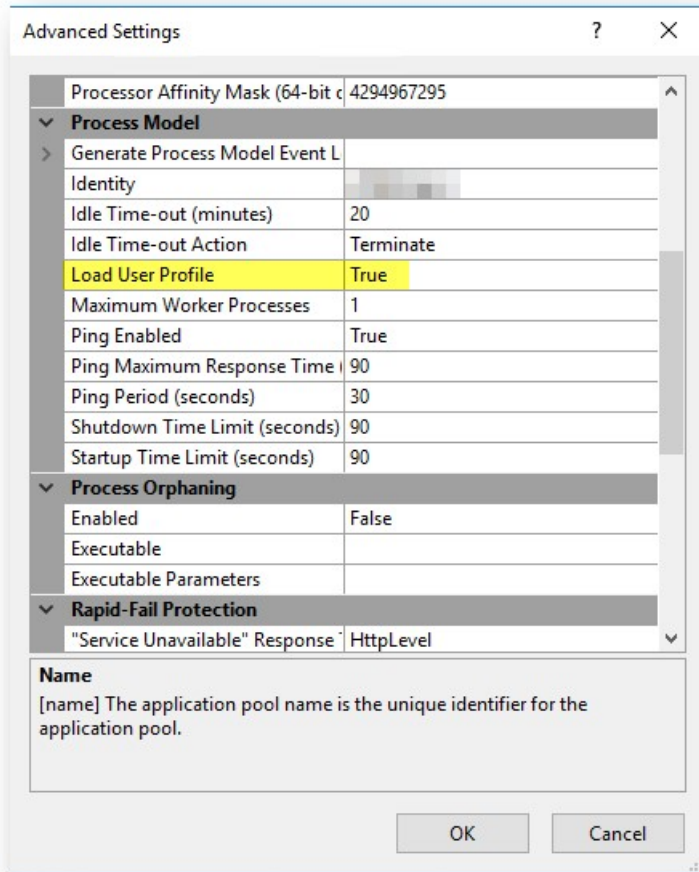 Advanced Settings
?
Processor Affinity Mask (64-bit c 4294967295
Process Model
Generate Process Model Event L
Identity
Idle Time-out (minutes) 20
Idle Time-out Action Terminate
Load User Profile True
Maximum Worker Processes 1
Ping Enabled True
Ping Maximum Response Time ( 90
Ping Period (seconds) 30
Shutdown Time Limit (seconds) 90
Startup Time Limit (seconds) 90
Process Orphaning
Enabled False
Executable
Executable Parameters
Rapid-Fail Protection
"Service Unavailable" Response T HttpLevel
Name
[name] The application pool name is the unique identifier for the
application pool.
OK Cancel